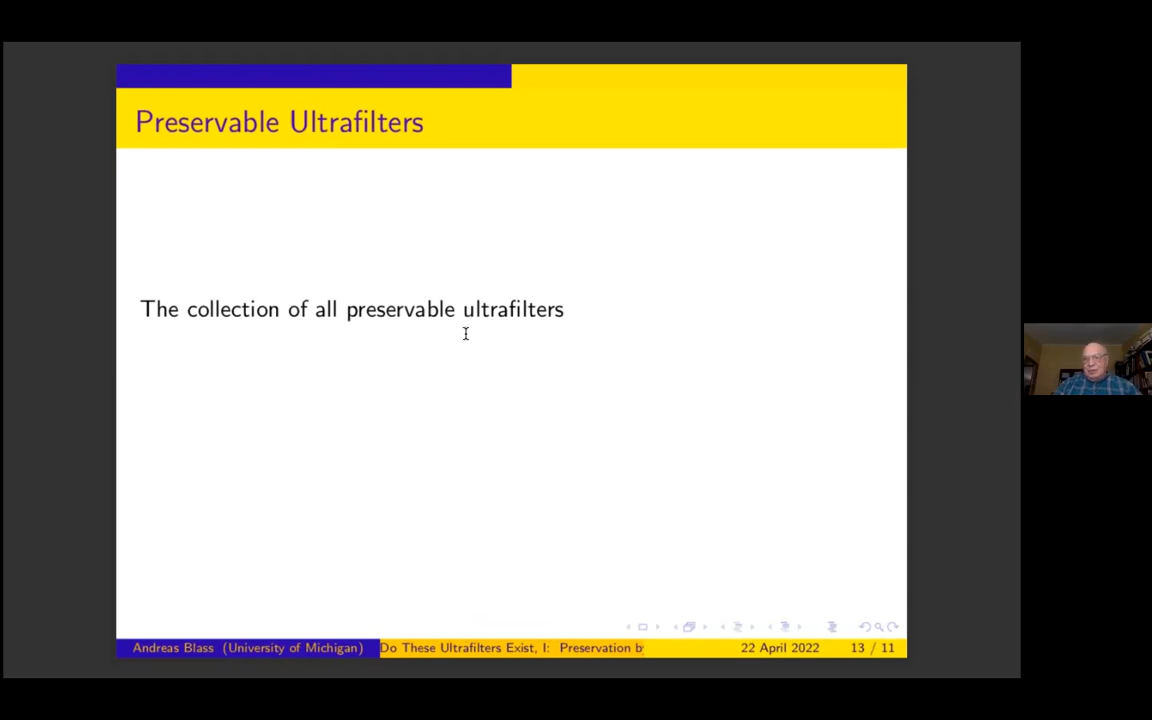 Preservable Ultrafilters
The collection of all preservable ultrafilters
Andreas Blass (University of Michigan) Do These Ultrafilters Exist, I: Preservation by 22 April 2022 13 / 11